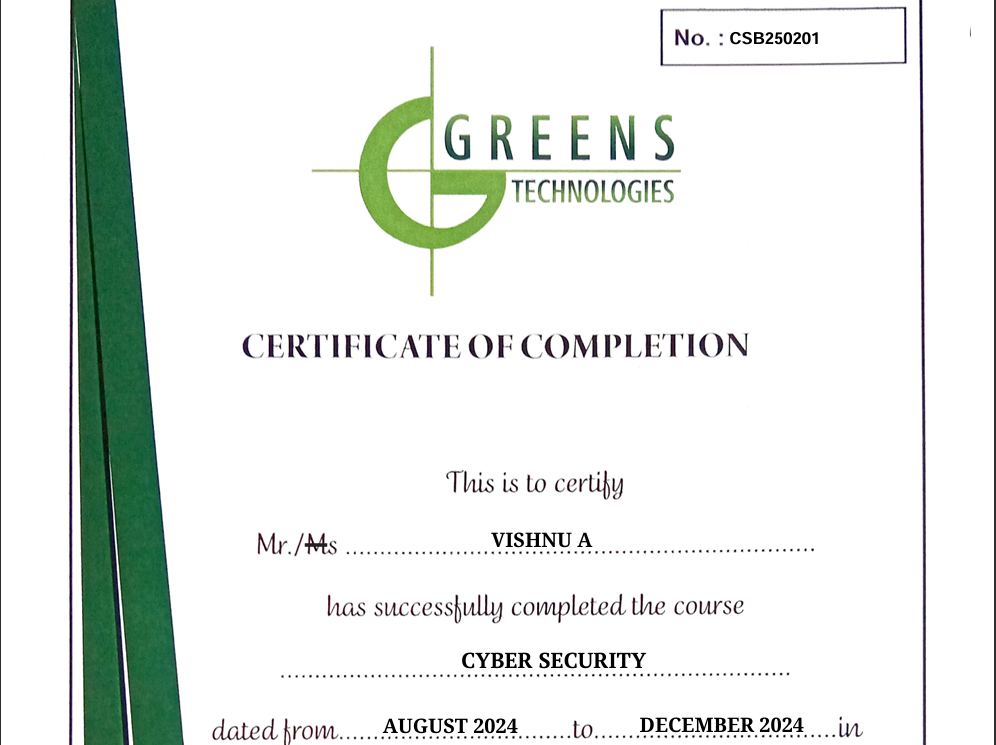 No. : CSB250201
GREENS
TECHNOLOGIES
CERTIFICATE OF COMPLETION
This is to certify
Mr./Ms ........................VISHNU A........................................
has successfully completed the course
CYBER SECURITY
dated from......AUGUST 2024........to......DECEMBER 2024.....in